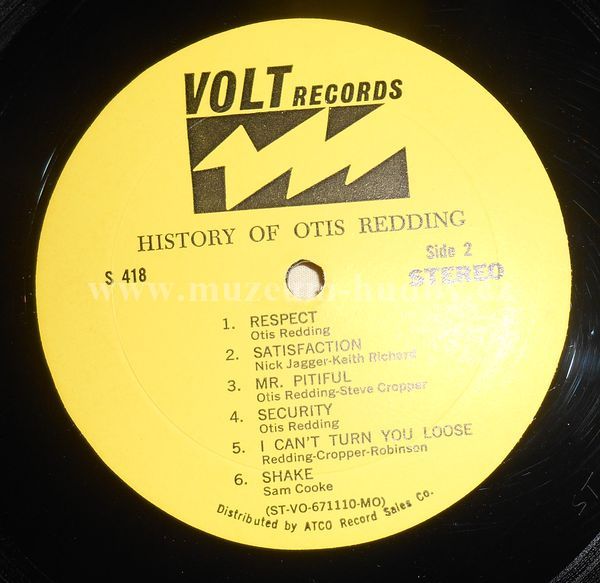 VOLT RECORDS
HISTORY OF OTIS REDDING
S 418
Side 2
STEREO
www.muzeum-hudby.cz
1. RESPECT
Otis Redding
2. SATISFACTION
Nick Jagger-Keith Richard
3. MR. PITIFUL
Otis Redding-Steve Cropper
4. SECURITY
Otis Redding
5. I CAN'T TURN YOU LOOSE
Redding-Cropper-Robinson
6. SHAKE
Sam Cooke
(ST-VO-671110-MO)
Distributed by ATCO Record Sales Co.